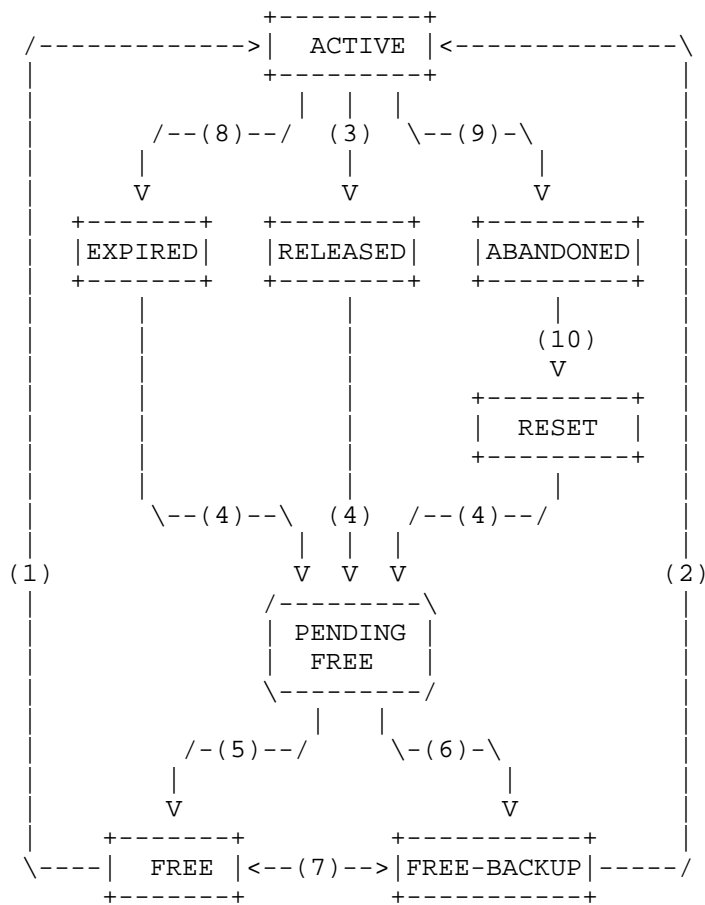 ACTIVE
(8) (3) (9)
EXPIRED RELEASED ABANDONED
(10)
RESET
(4) (4) (4)
(1) (2)
PENDING
FREE
(5) (6)
FREE (7) FREE-BACKUP